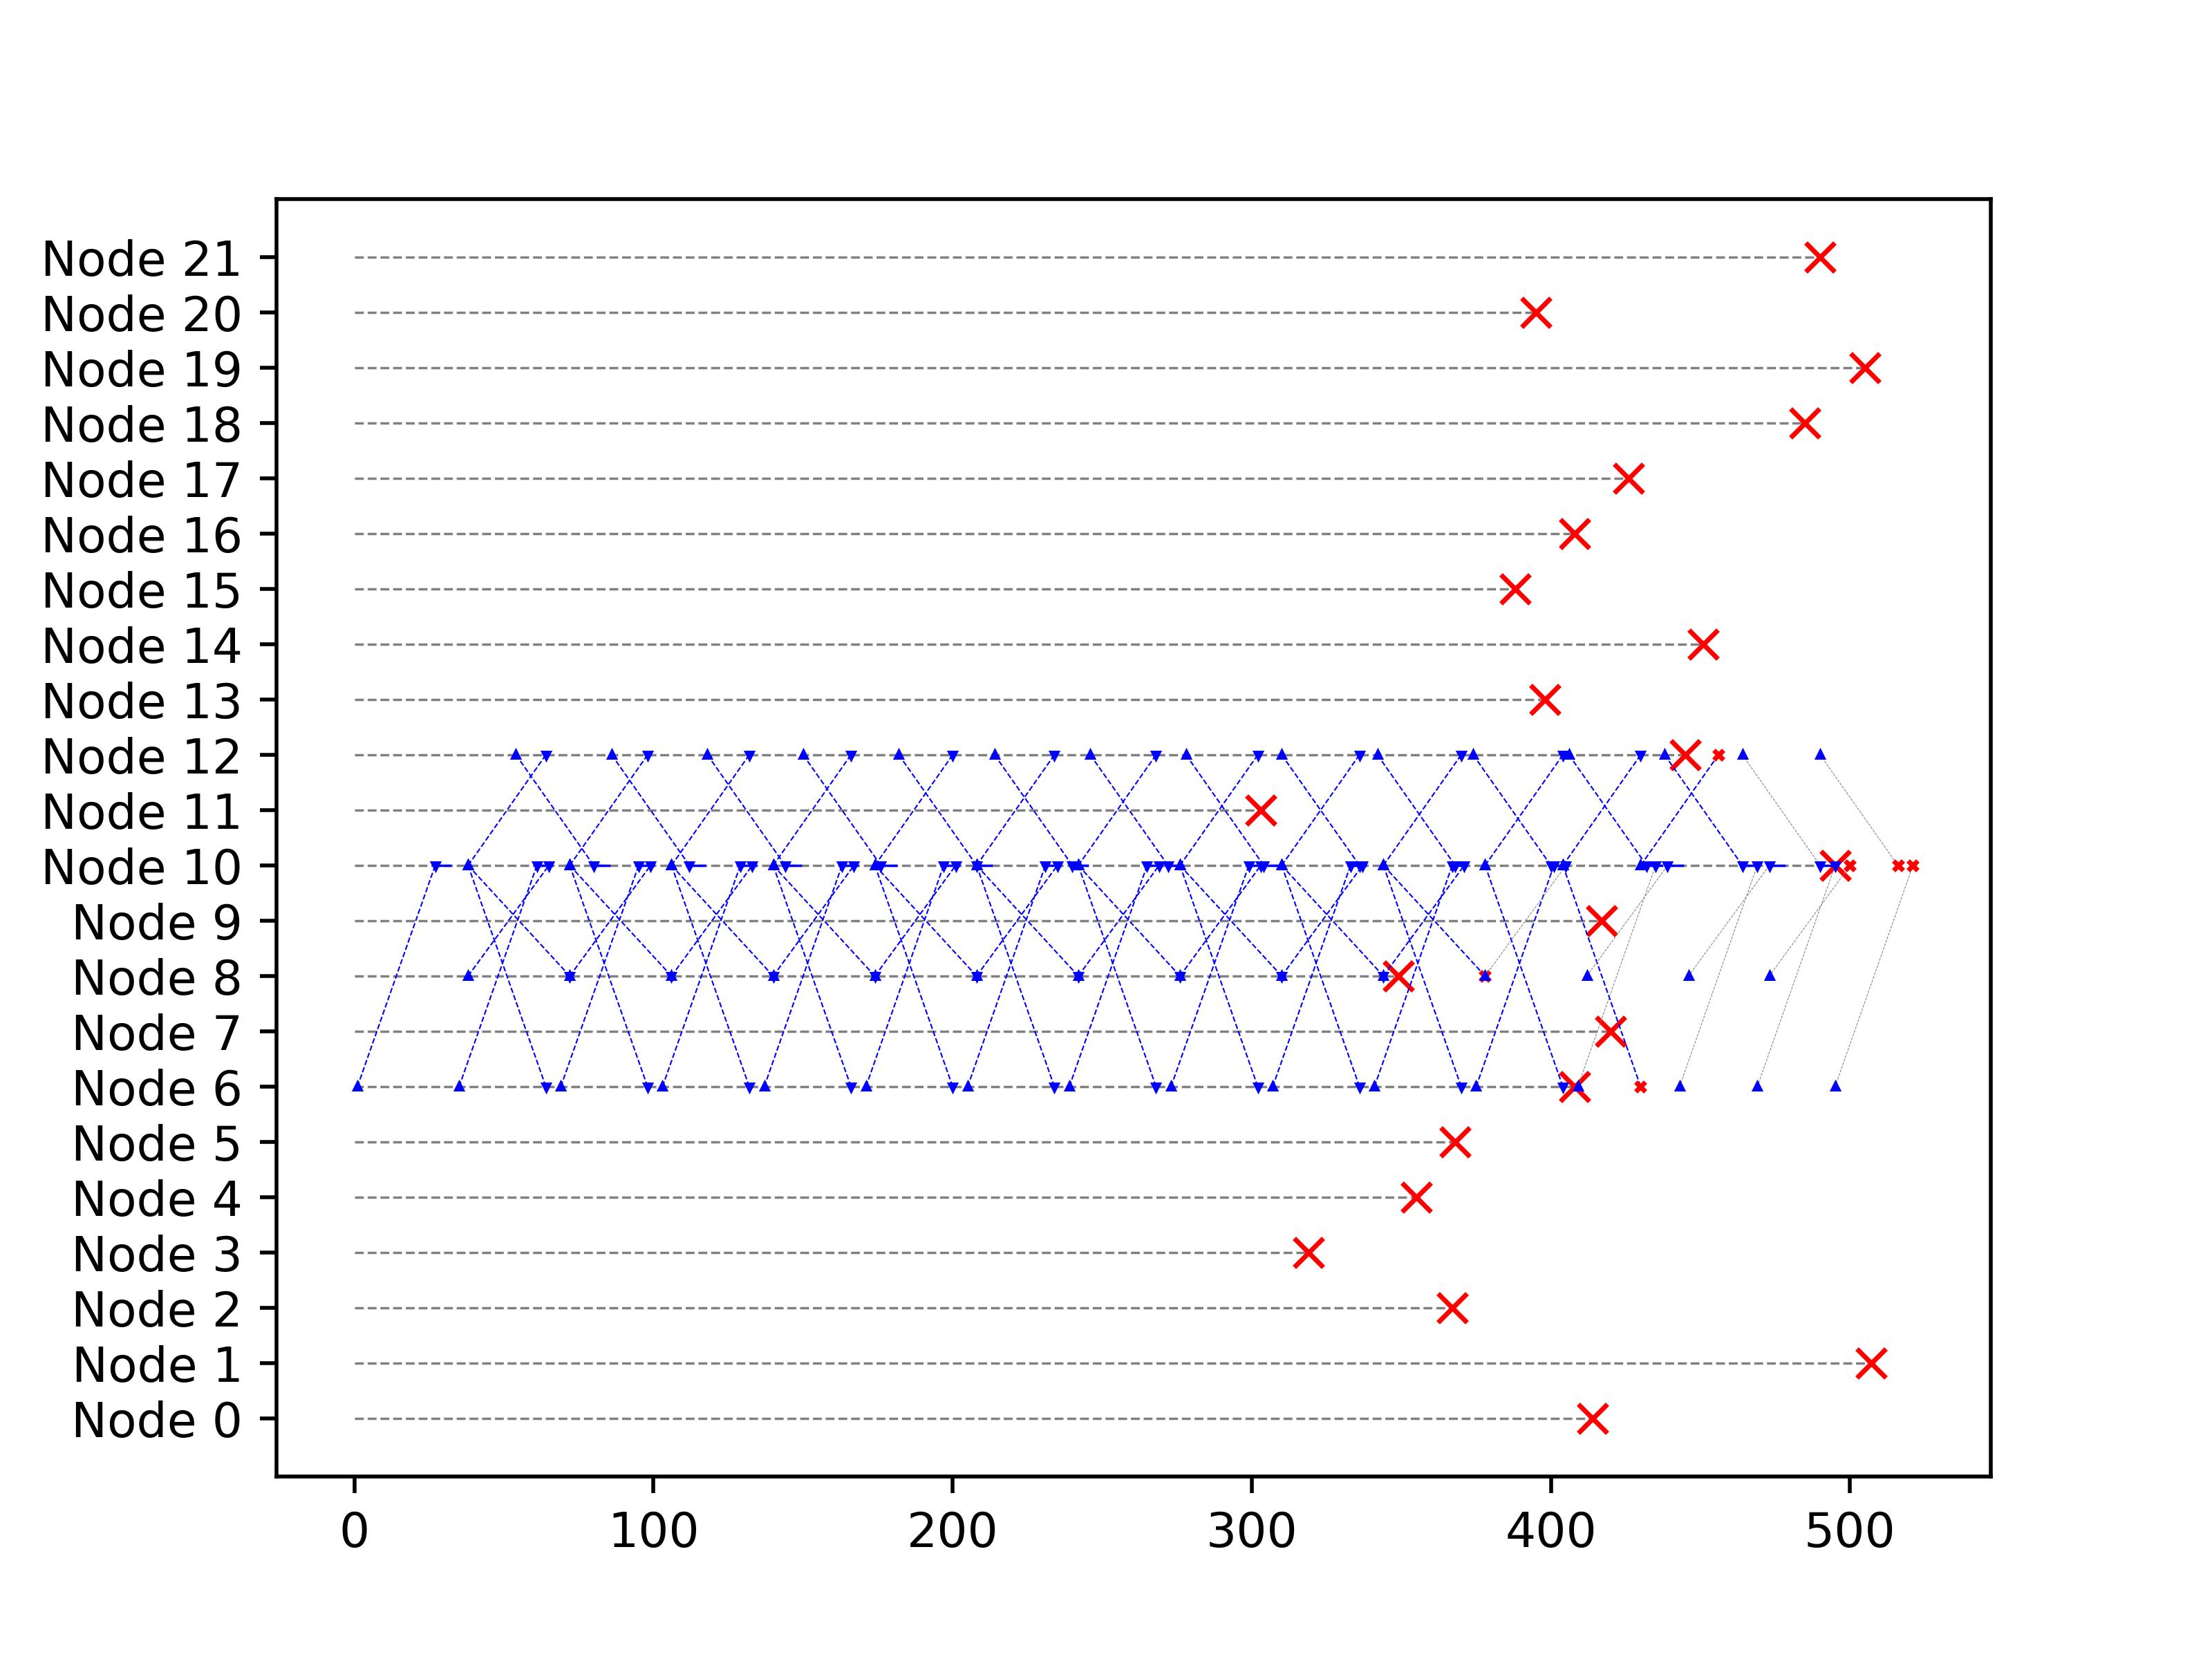 Node 21
Node 20
Node 19
Node 18
Node 17
Node 16
Node 15
Node 14
Node 13
Node 12
Node 11
Node 10
Node 9
Node 8
Node 7
Node 6
Node 5
Node 4
Node 3
Node 2
Node 1
Node 0
0 100 200 300 400 500